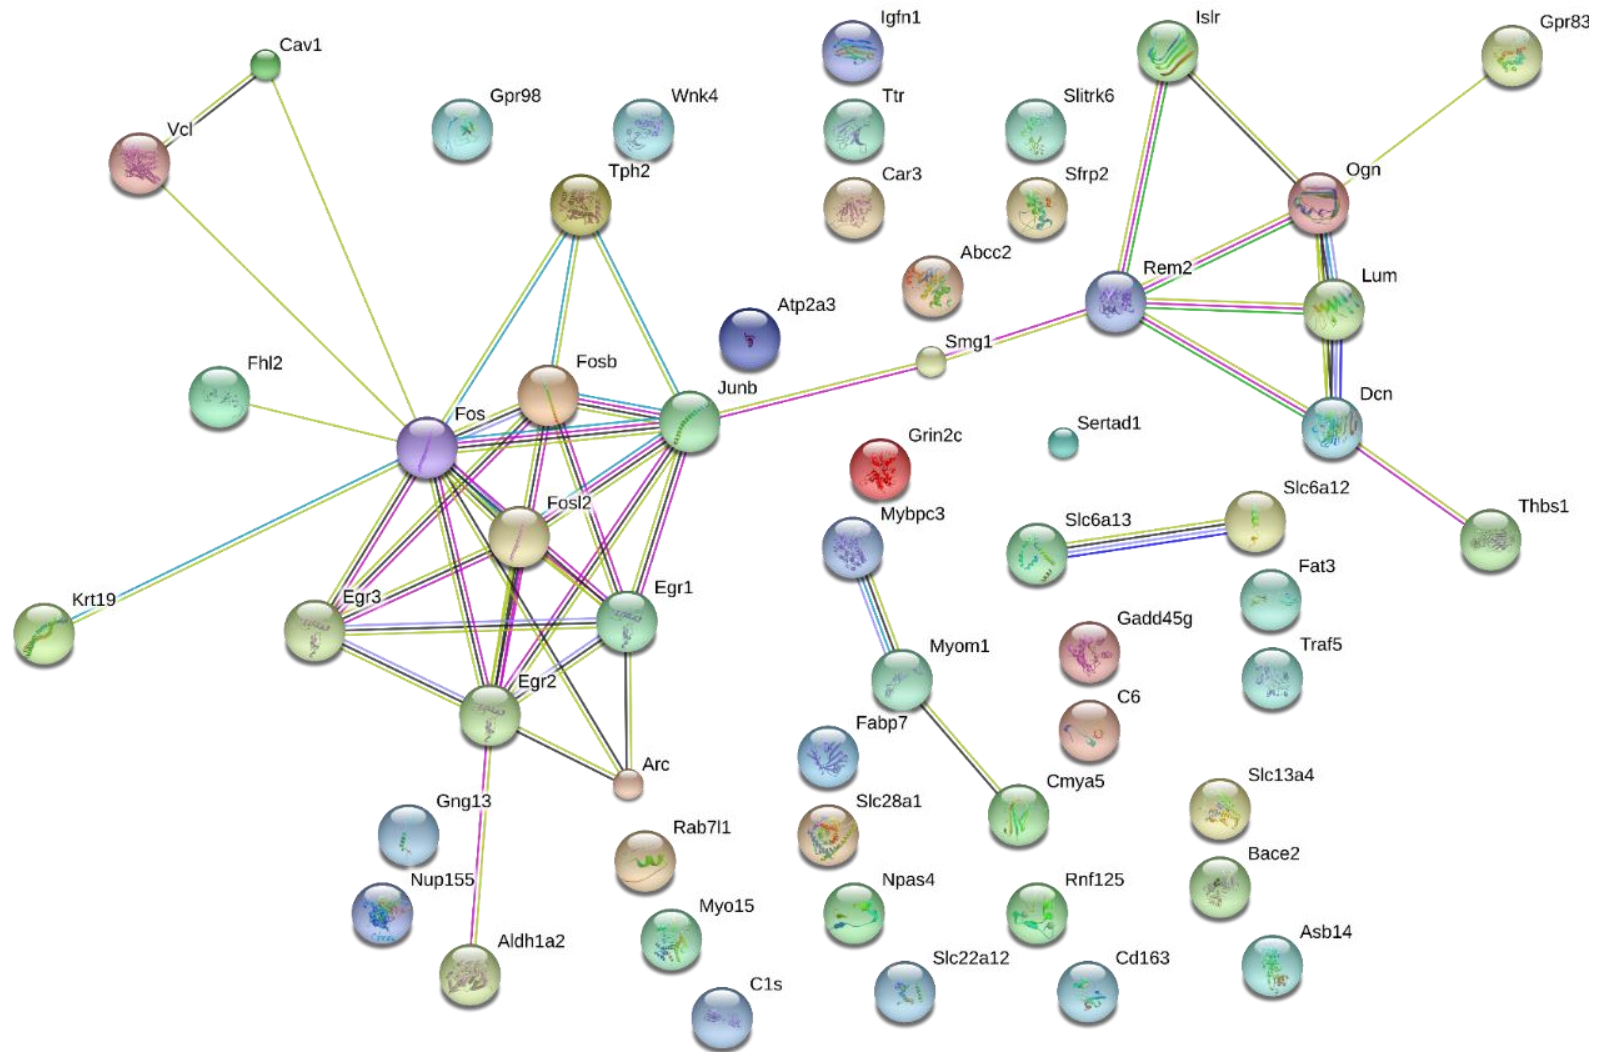 Igfn1
Islr
Gpr83
Cav1
Gpr98
Wnk4
Ttr
Slitrk6
Vcl
Tph2
Car3
Sfrp2
Ogn
Abcc2
Rem2
Lum
Atp2a3
Smg1
Fhl2
Fosb
Junb
Dcn
Fos
Sertad1
Grin2c
Slc6a12
Fosl2
Mybpc3
Slc6a13
Thbs1
Fat3
Krt19
Egr3
Egr1
Gadd45g
Myom1
Traf5
Egr2
C6
Fabp7
Arc
Cmya5
Slc13a4
Gng13
Slc28a1
Rab7l1
Bace2
Nup155
Npas4
Rnf125
Myo15
Asb14
Aldh1a2
Slc22a12
Cd163
C1s